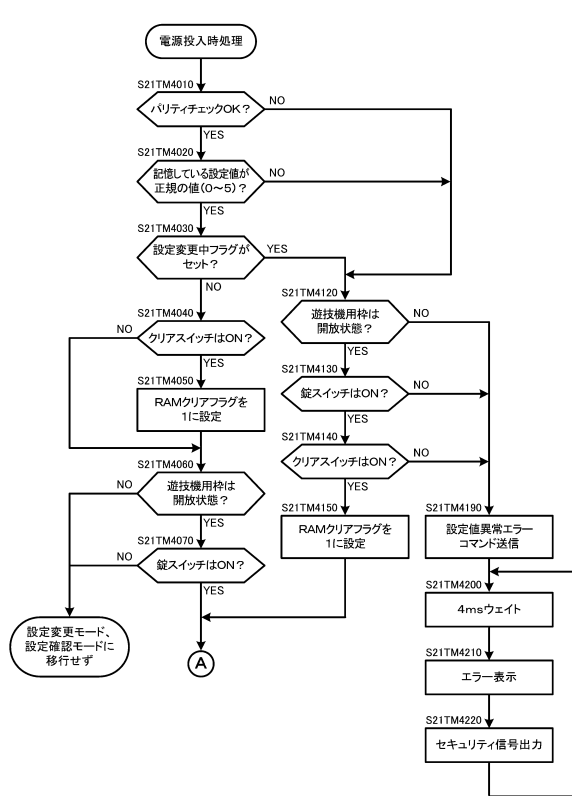 電源投入時処理
S21TM4010
パリティチェックOK？
NO
YES
S21TM4020
記憶している設定値が
正規の値(0～5)？
NO
YES
S21TM4030
設定変更中フラグが
セット？
YES
NO
S21TM4040
クリアスイッチはON？
NO
YES
S21TM4050
RAMクリアフラグを
1に設定
S21TM4060
遊技機用枠は
開放状態？
NO
YES
S21TM4070
錠スイッチはON？
NO
YES
設定変更モード、
設定確認モードに
移行せず
A
S21TM4120
遊技機用枠は
開放状態？
NO
YES
S21TM4130
錠スイッチはON？
NO
YES
S21TM4140
クリアスイッチはON？
NO
YES
S21TM4150
RAMクリアフラグを
1に設定
S21TM4190
設定値異常エラー
コマンド送信
S21TM4200
4msウェイト
S21TM4210
エラー表示
S21TM4220
セキュリティ信号出力